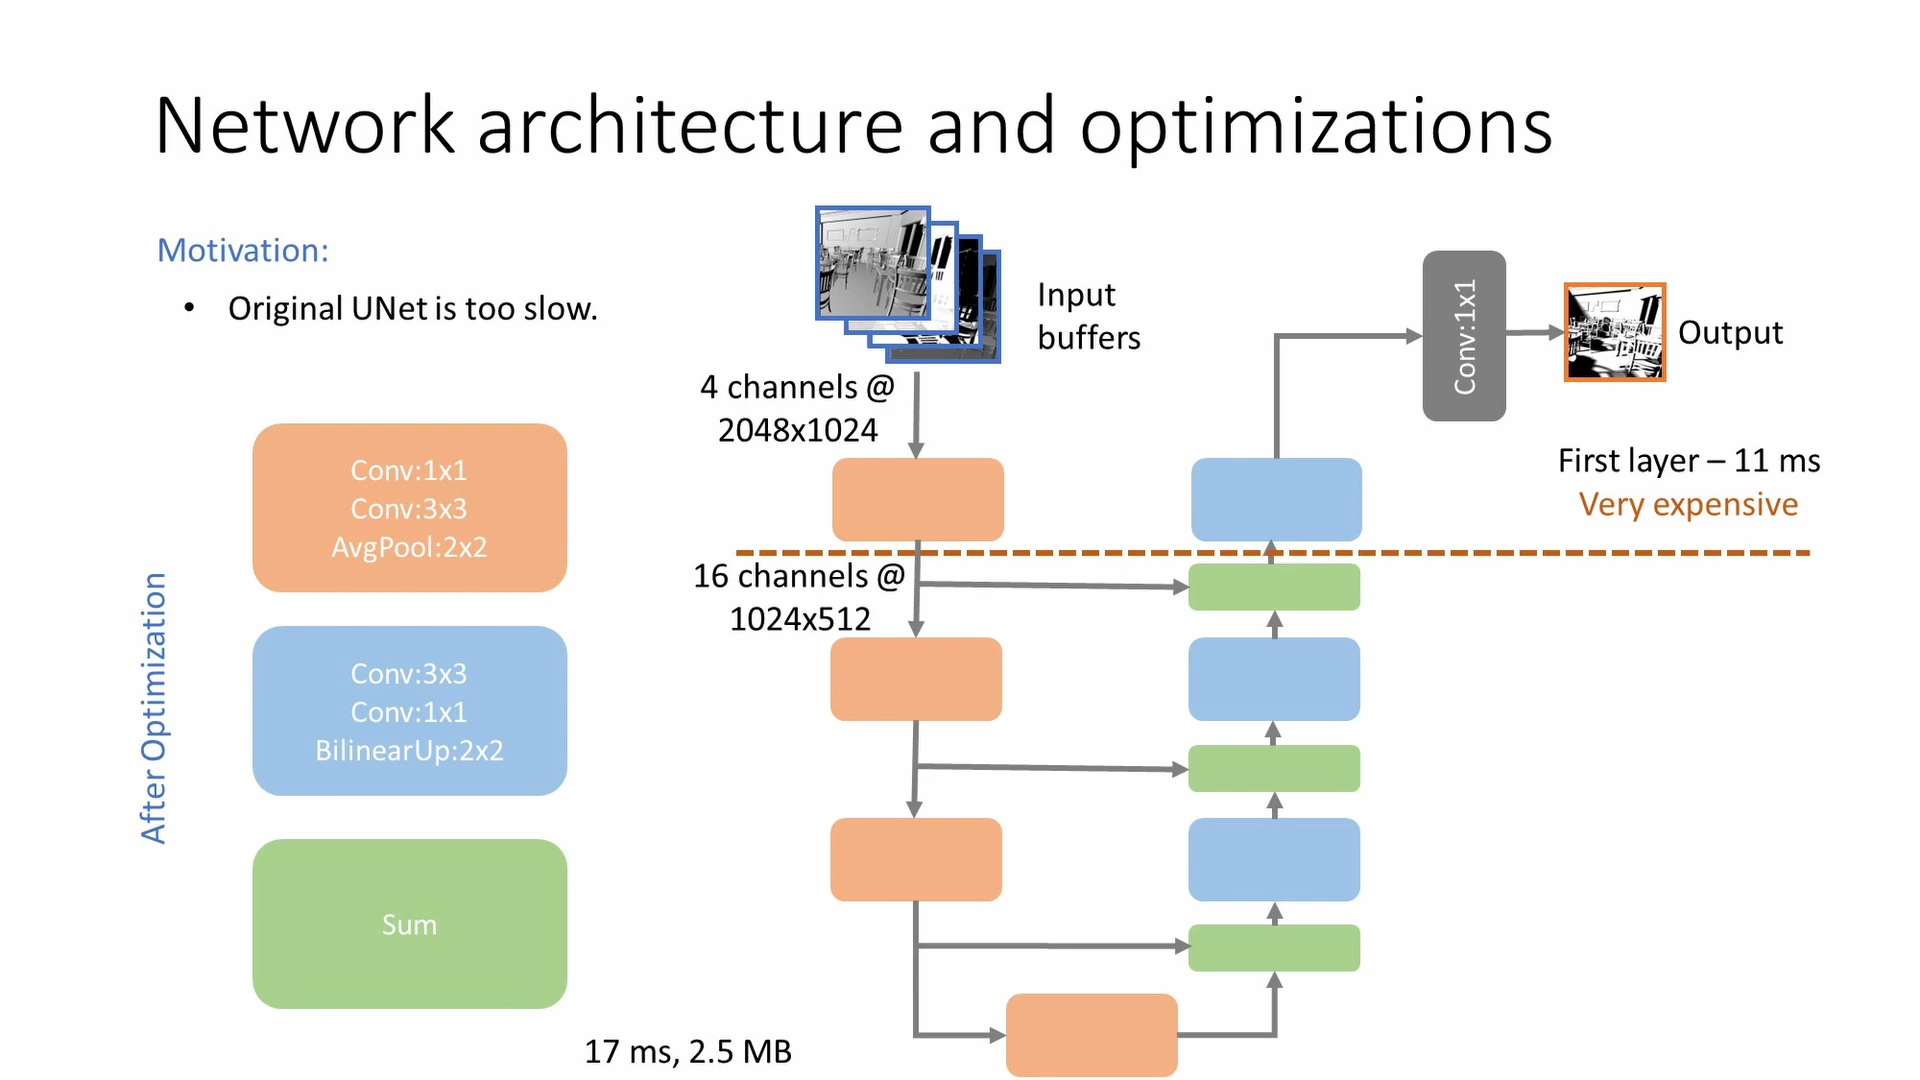 Network architecture and optimizations
Motivation:
• Original UNet is too slow.
Input
buffers
4 channels @
2048x1024
Conv:1x1
Output
First layer – 11 ms
Very expensive
16 channels @
1024x512
After Optimization
Conv:1x1
Conv:3x3
AvgPool:2x2
Conv:3x3
Conv:1x1
BilinearUp:2x2
Sum
17 ms, 2.5 MB